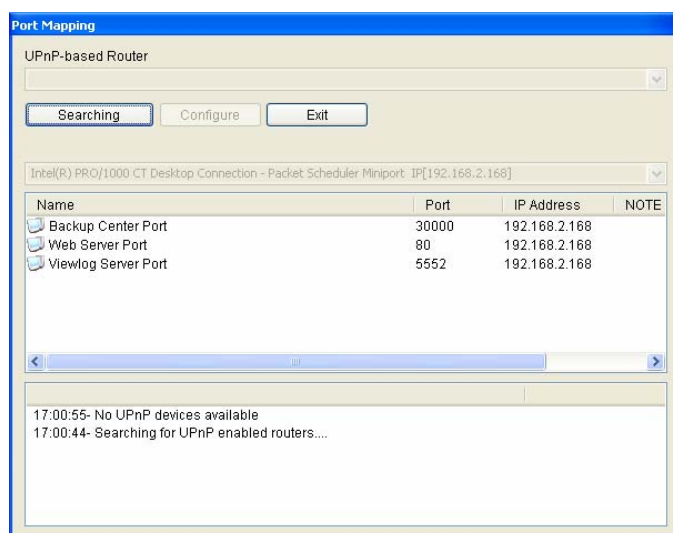 Port Mapping
UPnP-based Router
Searching Configure Exit
Intel(R) PRO/1000 CT Desktop Connection - Packet Scheduler Miniport IP[192.168.2.168]
Name Port IP Address NOTE
Backup Center Port 30000 192.168.2.168
Web Server Port 80 192.168.2.168
Viewlog Server Port 5552 192.168.2.168
17:00:55- No UPnP devices available
17:00:44- Searching for UPnP enabled routers....